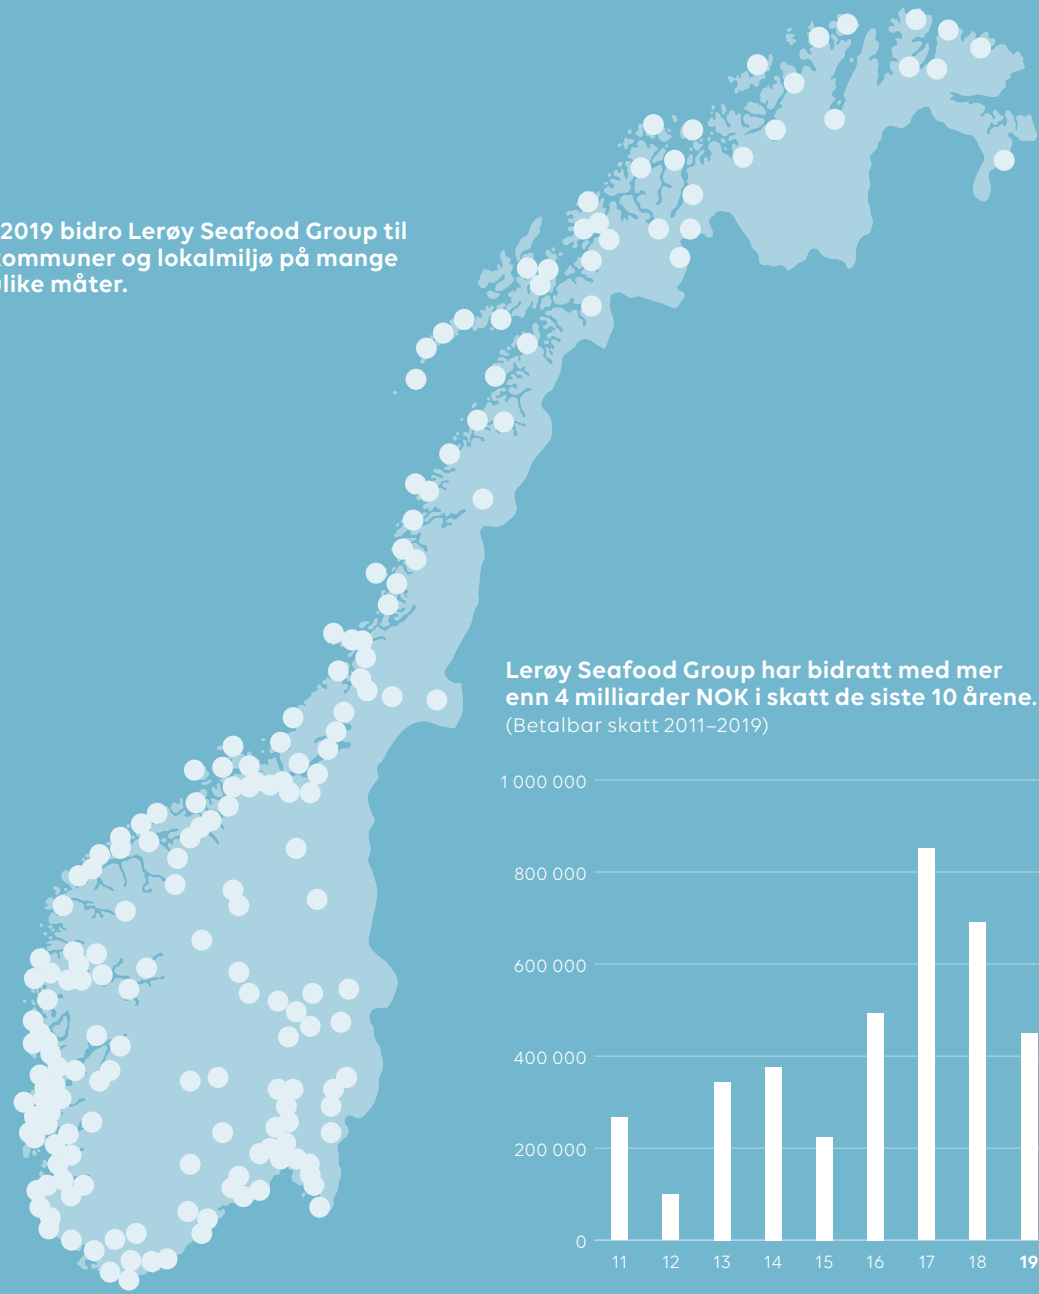 2019 bidro Lerøy Seafood Group til
kommuner og lokalmiljø på mange
ulike måter.
Lerøy Seafood Group har bidratt med mer
enn 4 milliarder NOK i skatt de siste 10 årene.
(Betalbar skatt 2011–2019)
1 000 000
800 000
600 000
400 000
200 000
0
11 12 13 14 15 16 17 18 19